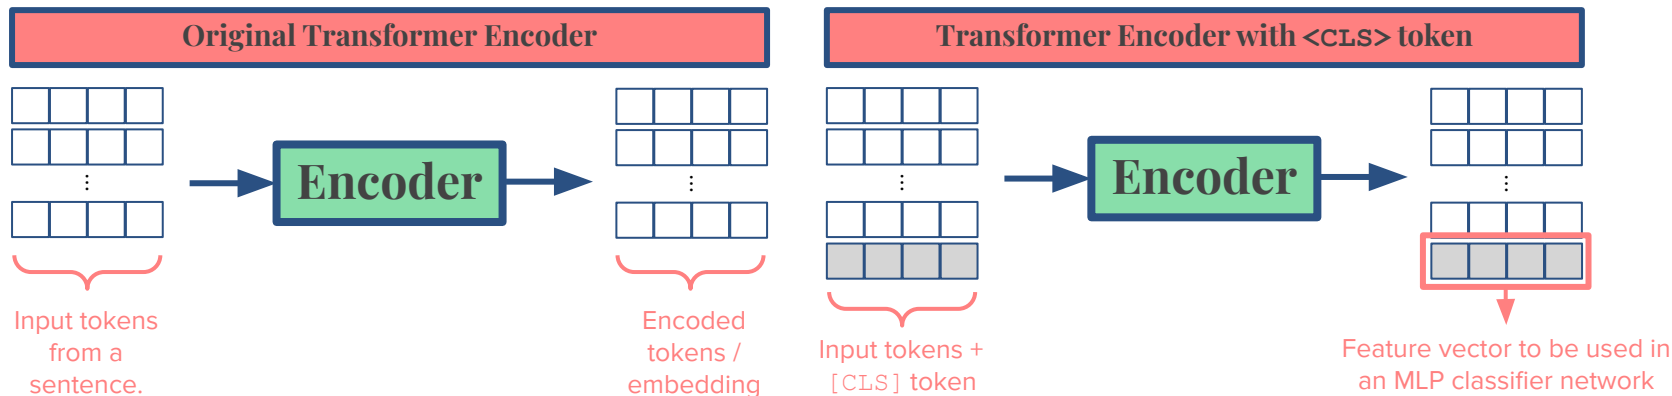 Original Transformer Encoder
Transformer Encoder with <CLS> token
Encoder
Encoder
Input tokens
from a
sentence.
Encoded
tokens /
embedding
Input tokens +
[CLS] token
Feature vector to be used in
an MLP classifier network